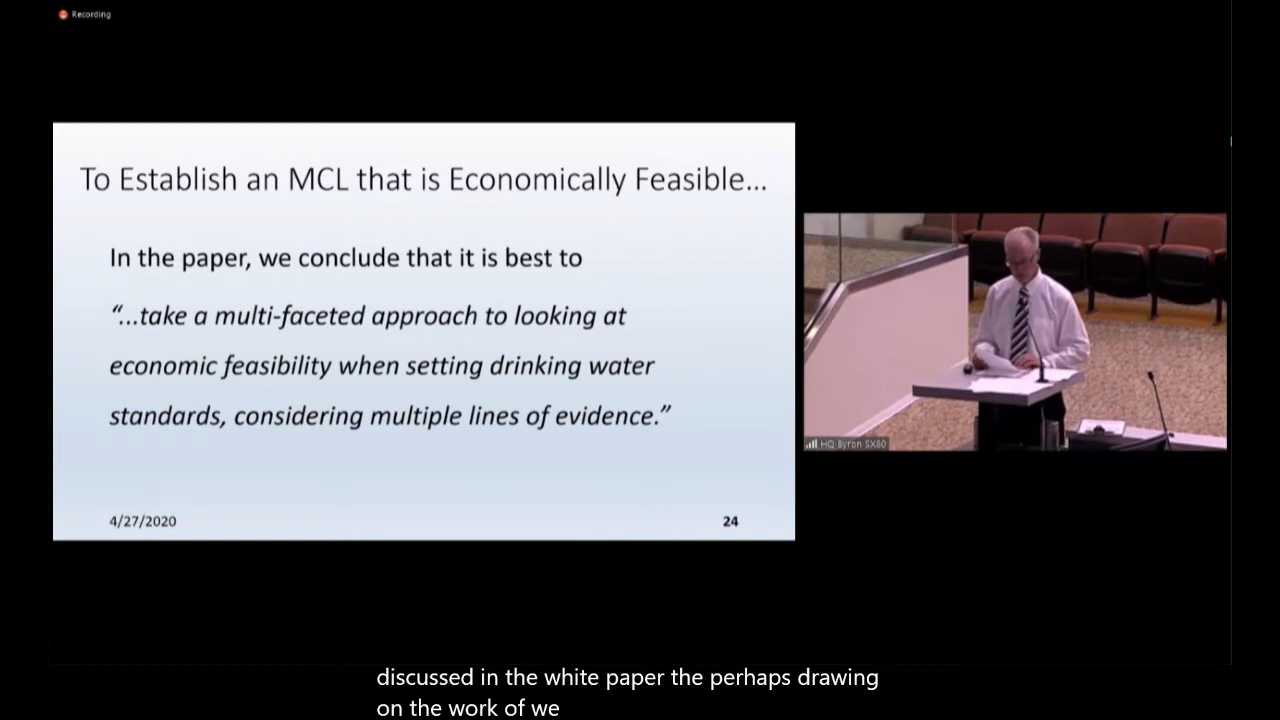 Recording
To Establish an MCL that is Economically Feasible...
In the paper, we conclude that it is best to
“...take a multi-faceted approach to looking at
economic feasibility when setting drinking water
standards, considering multiple lines of evidence.”
4/27/2020
24
HQ Byron SX80
discussed in the white paper the perhaps drawing
on the work of we